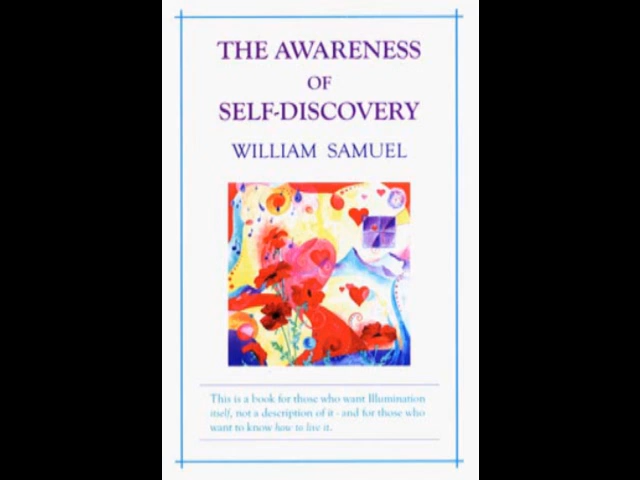 THE AWARENESS
OF
SELF-DISCOVERY
WILLIAM SAMUEL
This is a book for those who want Illumination
itself, not a description of it - and for those who
want to know how to live it.